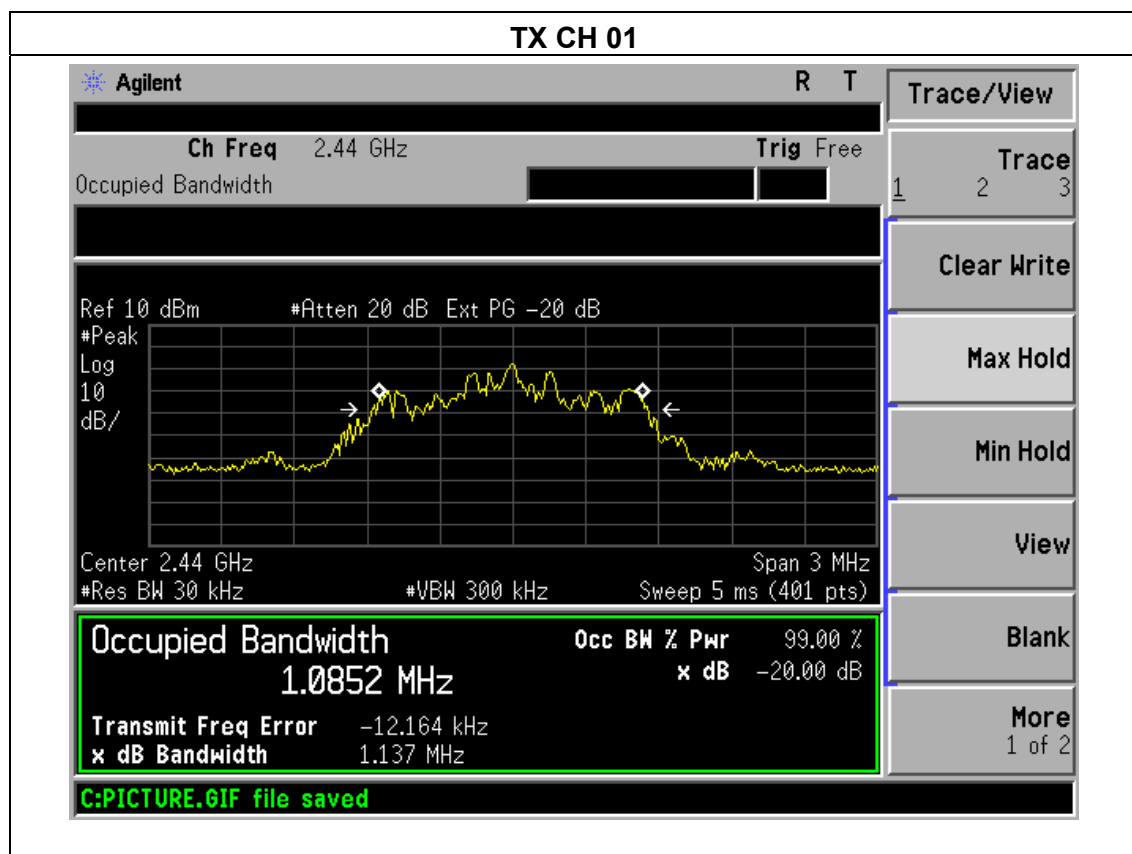 TX CH 01
Agilent R T
Trace/View
Ch Freq 2.44 GHz Trig Free
Occupied Bandwidth
Trace
1 2 3
Clear Write
Ref 10 dBm #Atten 20 dB Ext PG -20 dB
#Peak
Log
10
dB/
Max Hold
Min Hold
View
Center 2.44 GHz Span 3 MHz
#Res BW 30 kHz #VBW 300 kHz Sweep 5 ms (401 pts)
Occupied Bandwidth Occ BW % Pwr 99.00 %
1.0852 MHz x dB -20.00 dB
Blank
Transmit Freq Error -12.164 kHz
x dB Bandwidth 1.137 MHz
More
1 of 2
C:PICTURE.GIF file saved